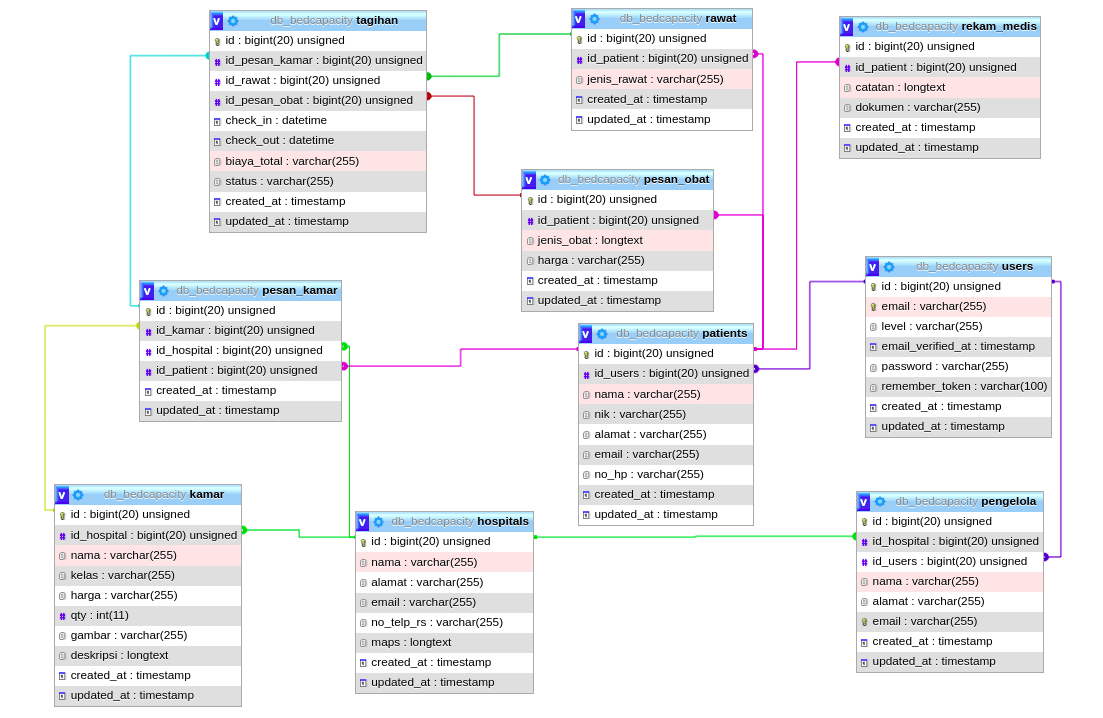 db_bedcapacity tagihan
id : bigint(20) unsigned
id_pesan_kamar : bigint(20) unsigned
id_rawat : bigint(20) unsigned
id_pesan_obat : bigint(20) unsigned
check_in : datetime
check_out : datetime
biaya_total : varchar(255)
status : varchar(255)
created_at : timestamp
updated_at : timestamp
db_bedcapacity rawat
id : bigint(20) unsigned
id_patient : bigint(20) unsigned
jenis_rawat : varchar(255)
created_at : timestamp
updated_at : timestamp
db_bedcapacity rekam_medis
id : bigint(20) unsigned
id_patient : bigint(20) unsigned
catatan : longtext
dokumen : varchar(255)
created_at : timestamp
updated_at : timestamp
db_bedcapacity pesan_obat
id : bigint(20) unsigned
id_patient : bigint(20) unsigned
jenis_obat : longtext
harga : varchar(255)
created_at : timestamp
updated_at : timestamp
db_bedcapacity pesan_kamar
id : bigint(20) unsigned
id_kamar : bigint(20) unsigned
id_hospital : bigint(20) unsigned
id_patient : bigint(20) unsigned
created_at : timestamp
updated_at : timestamp
db_bedcapacity patients
id : bigint(20) unsigned
id_users : bigint(20) unsigned
nama : varchar(255)
nik : varchar(255)
alamat : varchar(255)
email : varchar(255)
no_hp : varchar(255)
created_at : timestamp
updated_at : timestamp
db_bedcapacity users
id : bigint(20) unsigned
email : varchar(255)
level : varchar(255)
email_verified_at : timestamp
password : varchar(255)
remember_token : varchar(100)
created_at : timestamp
updated_at : timestamp
db_bedcapacity kamar
id : bigint(20) unsigned
id_hospital : bigint(20) unsigned
nama : varchar(255)
kelas : varchar(255)
harga : varchar(255)
qty : int(11)
gambar : varchar(255)
deskripsi : longtext
created_at : timestamp
updated_at : timestamp
db_bedcapacity hospitals
id : bigint(20) unsigned
nama : varchar(255)
alamat : varchar(255)
email : varchar(255)
no_telp_rs : varchar(255)
maps : longtext
created_at : timestamp
updated_at : timestamp
db_bedcapacity pengelola
id : bigint(20) unsigned
id_hospital : bigint(20) unsigned
id_users : bigint(20) unsigned
nama : varchar(255)
alamat : varchar(255)
email : varchar(255)
created_at : timestamp
updated_at : timestamp